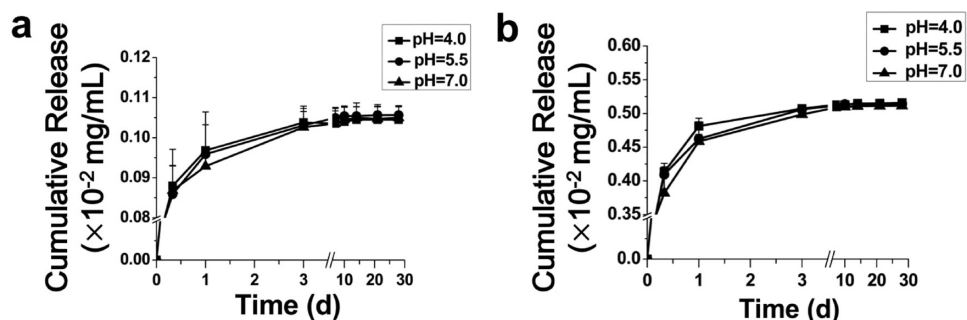 a
pH=4.0
pH=5.5
pH=7.0
Cumulative Release
(×10⁻² mg/mL)
0.12
0.11
0.10
0.09
0.08
0.00
0 1 2 3 10 20 30
Time (d)
b
pH=4.0
pH=5.5
pH=7.0
Cumulative Release
(×10⁻² mg/mL)
0.60
0.55
0.50
0.45
0.40
0.35
0.0
0 1 2 3 10 20 30
Time (d)